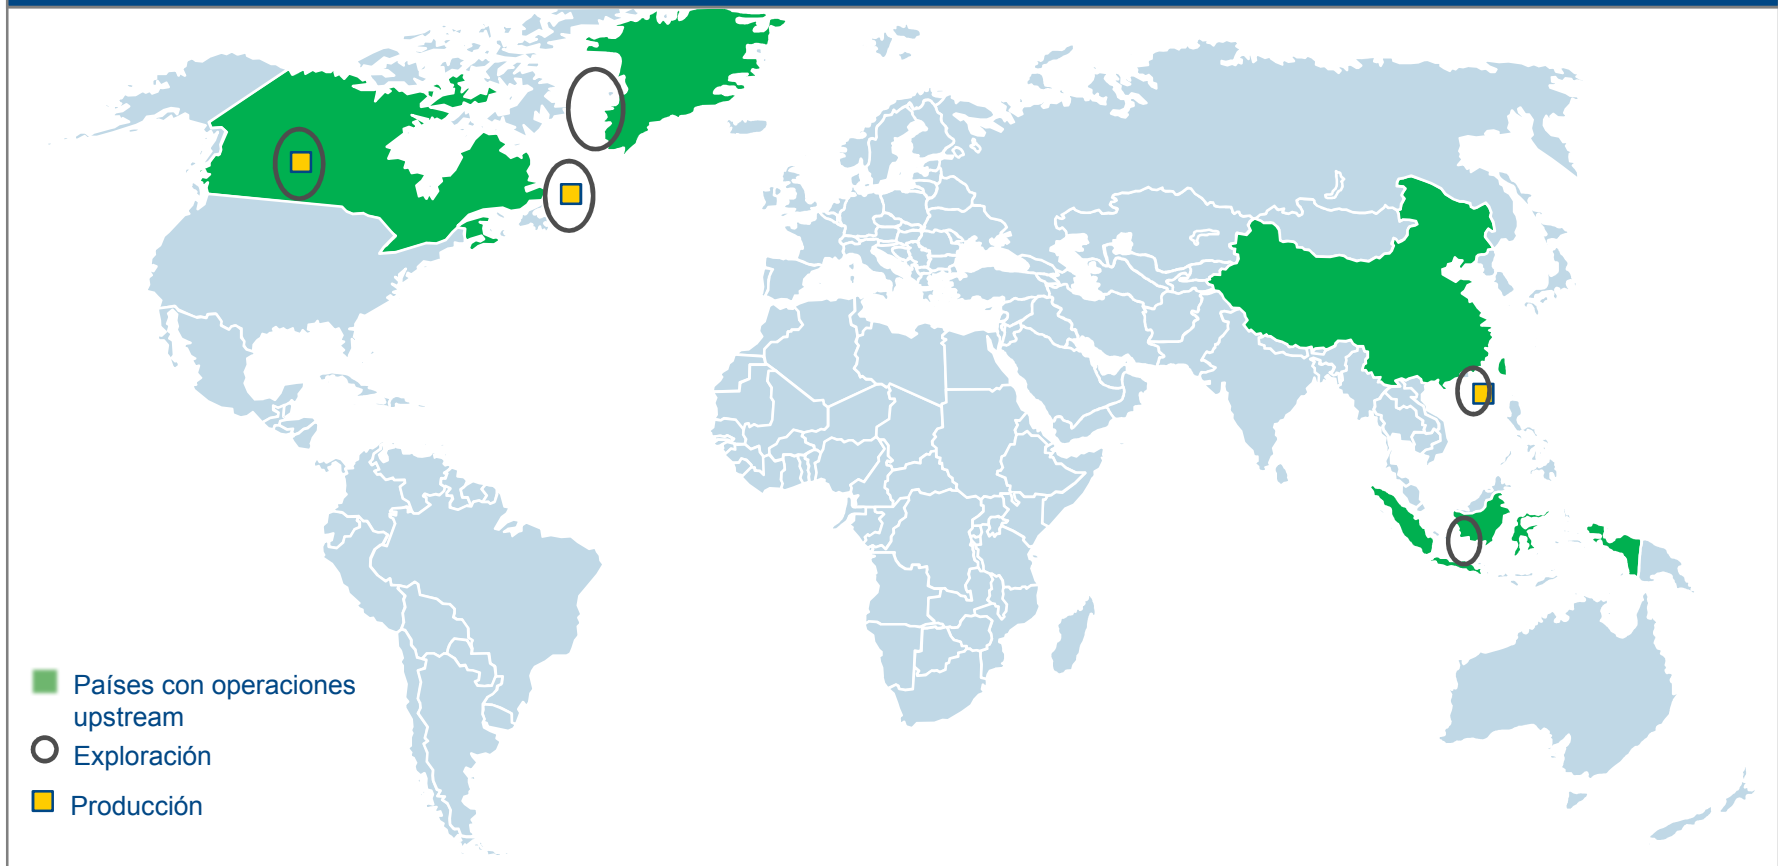 Países con operaciones
upstream
Exploración
Producción